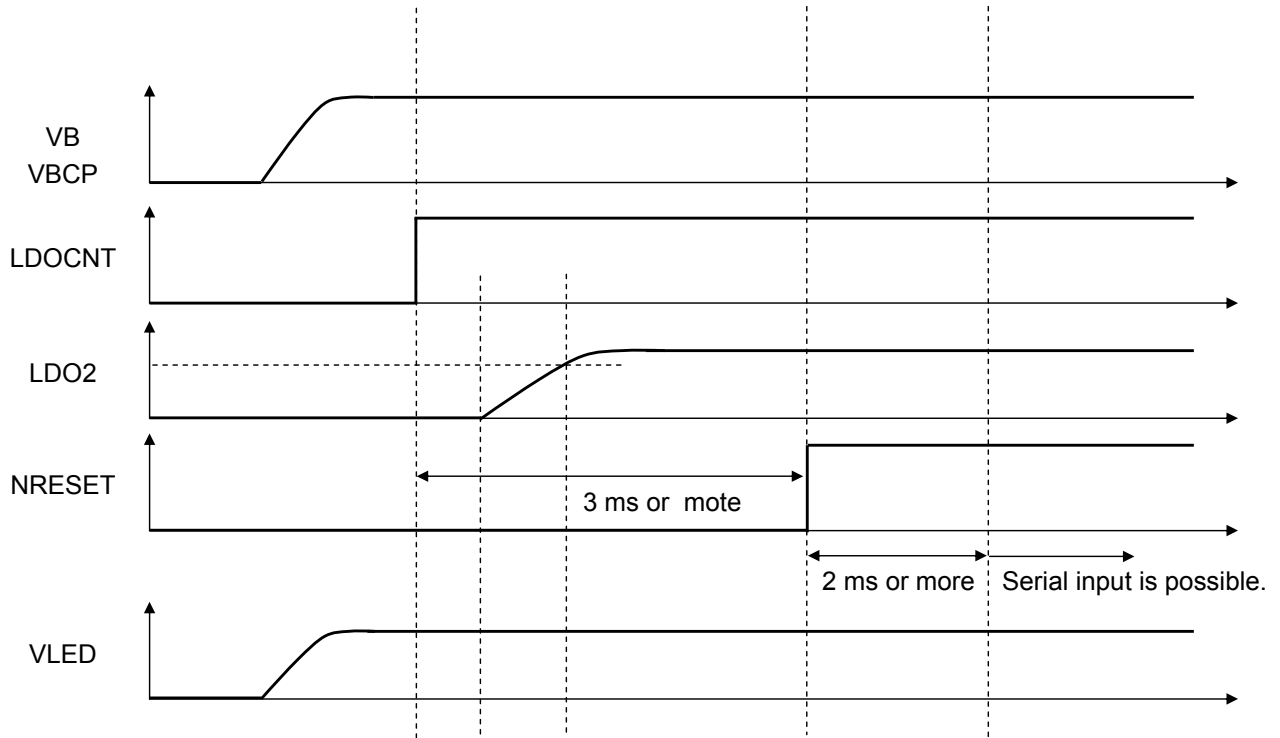 VB
VBCP
LDOCNT
LDO2
NRESET
3 ms or mote
2 ms or more
Serial input is possible.
VLED